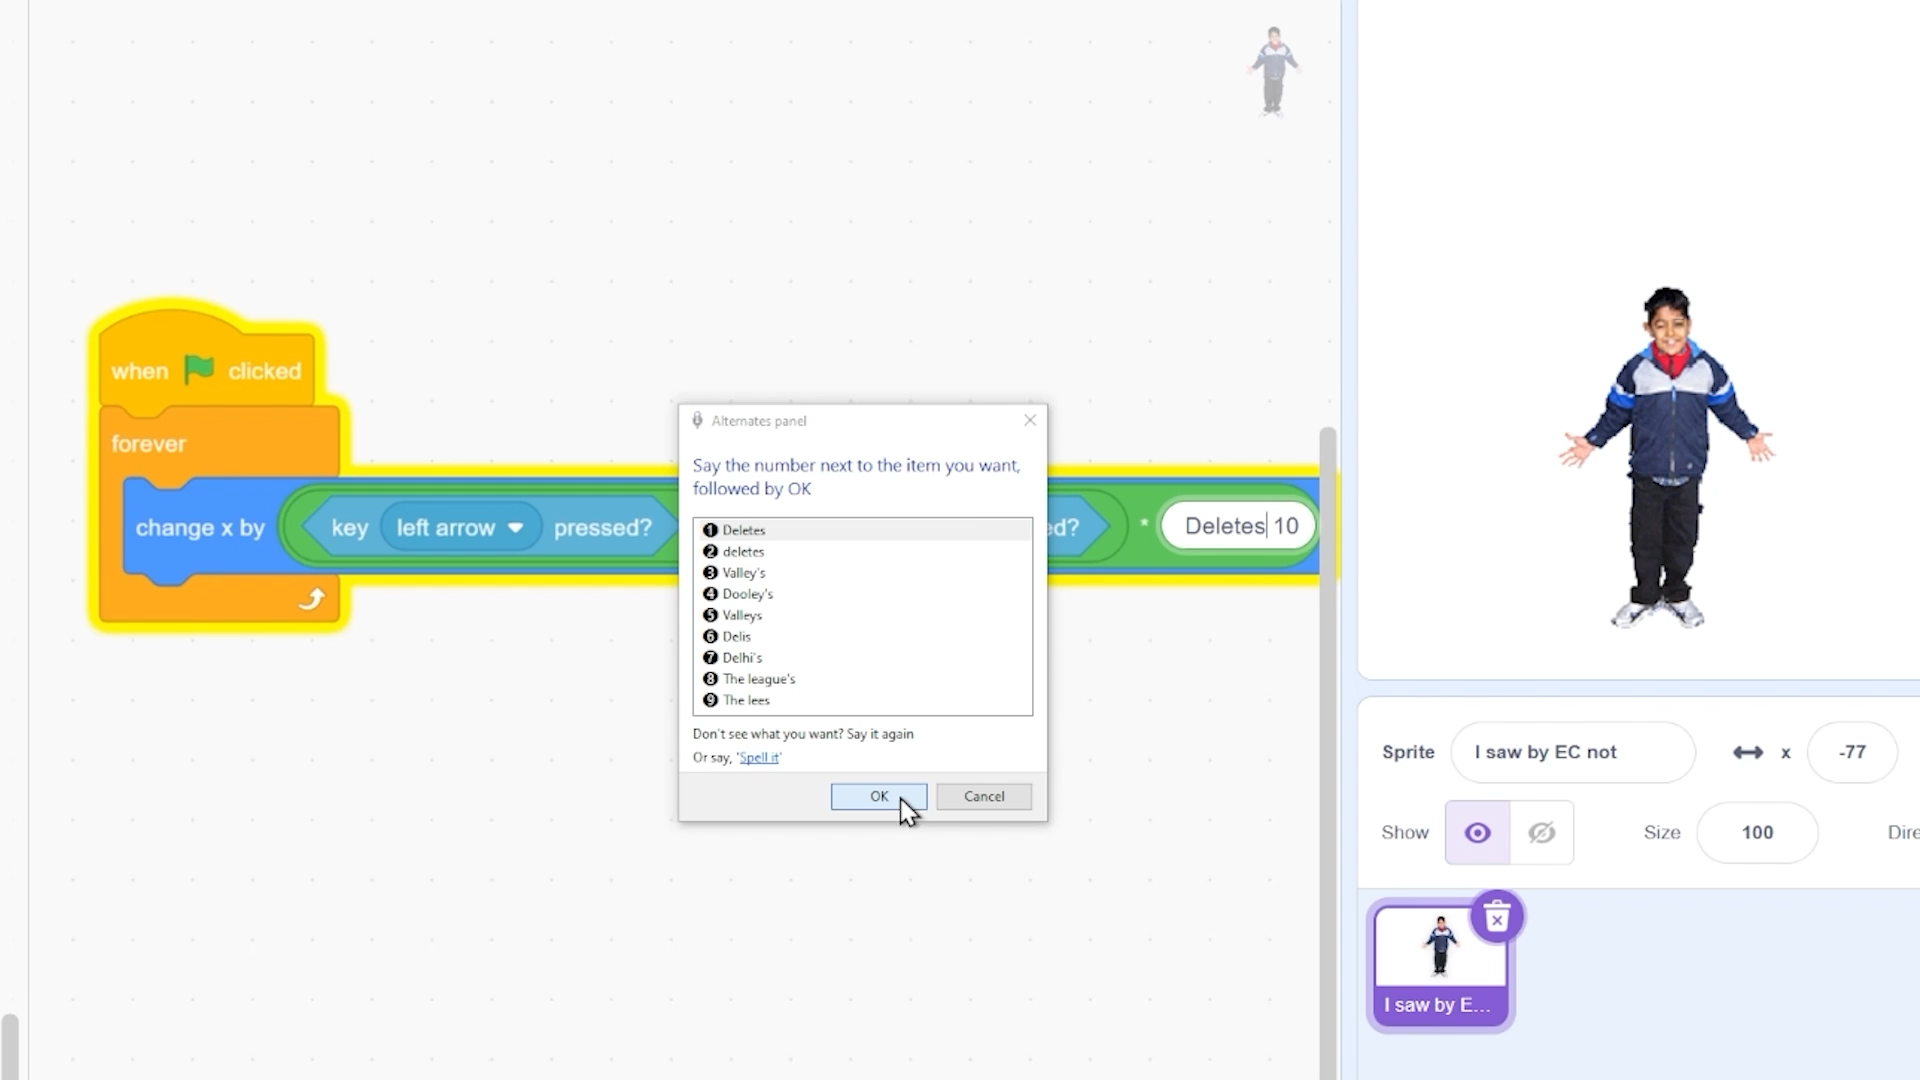 when clicked
forever
change x by key left arrow pressed? ed? * Deletes 10
Alternates panel
Say the number next to the item you want,
followed by OK
1 Deletes
2 deletes
3 Valley's
4 Dooley's
5 Valleys
6 Delis
7 Delhi's
8 The league's
9 The lees
Don't see what you want? Say it again
Or say, 'Spell it'
OK Cancel
Sprite I saw by EC not x -77
Show Size 100 Dire
I saw by E...